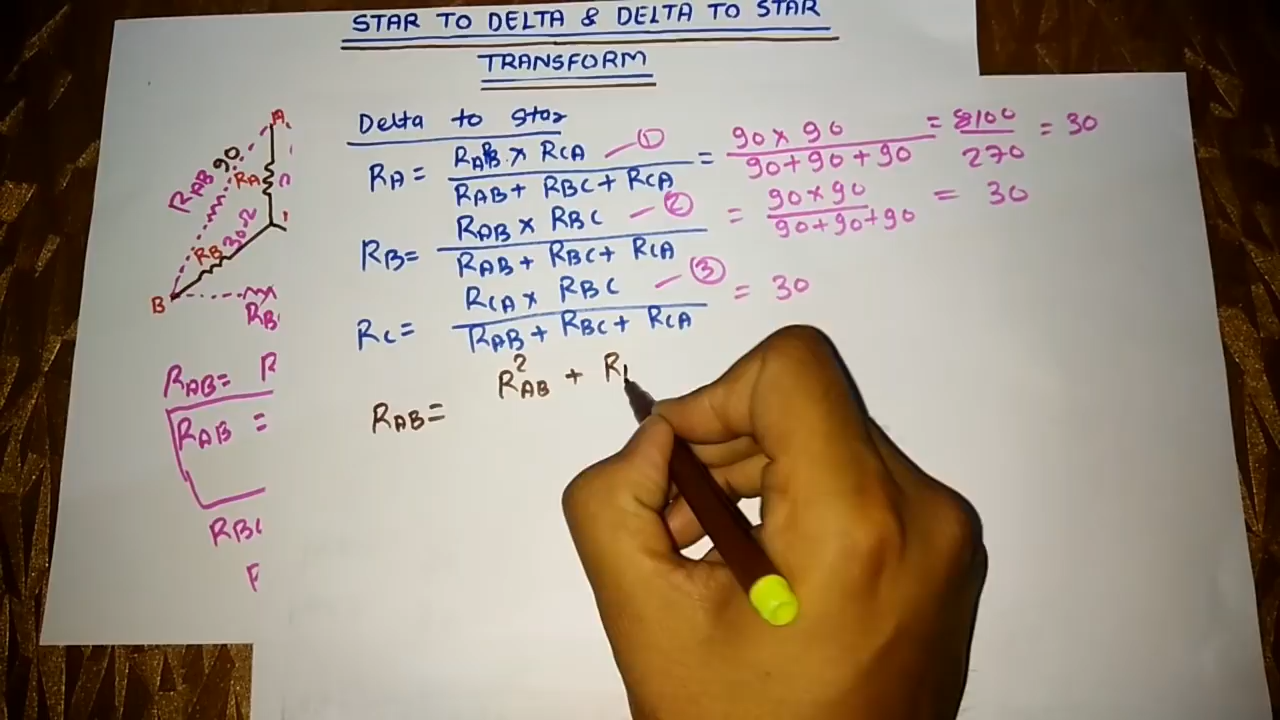 STAR TO DELTA & DELTA TO STAR
TRANSFORM
Delta to Star
RA = RAB × RCA / RAB + RBC + RCA — ① = 90 × 90 / 90 + 90 + 90 = 8100 / 270 = 30
RB = RAB × RBC / RAB + RBC + RCA — ② = 90 × 90 / 90 + 90 + 90 = 30
RC = RCA × RBC / RAB + RBC + RCA — ③ = 30
RAB = R²AB + R
A
RAB 90
RA
RB 30Ω
B
RB
RAB = R
RAB =
RBC